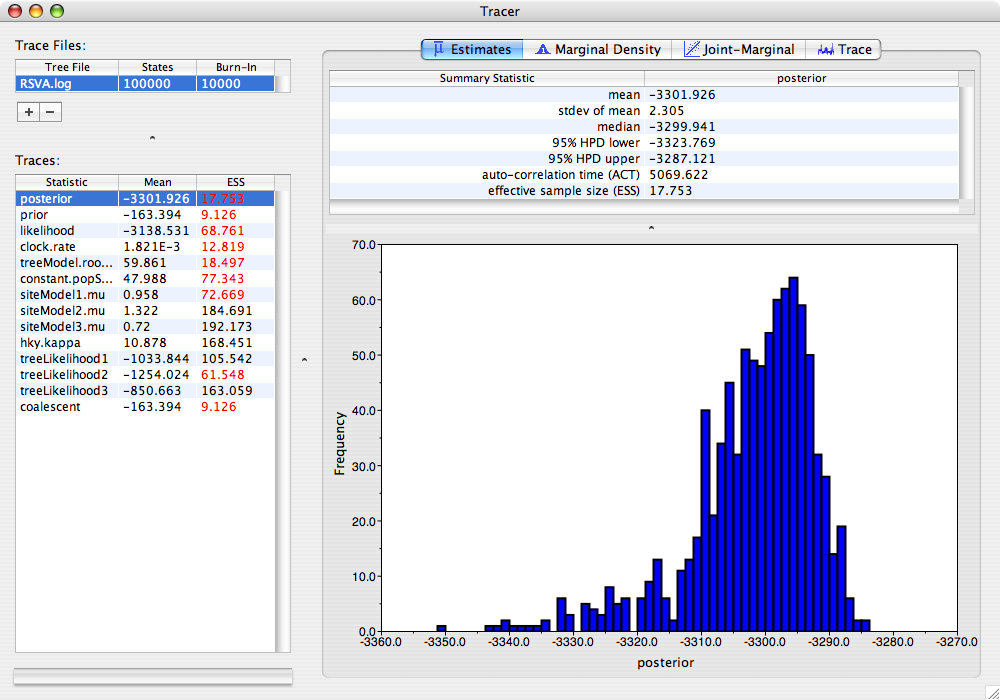 Tracer
Trace Files:
Tree File States Burn-In
RSVA.log 100000 10000
+ −
Traces:
Statistic Mean ESS
posterior -3301.926 17.753
prior -163.394 9.126
likelihood -3138.531 68.761
clock.rate 1.821E-3 12.819
treeModel.roo... 59.861 18.497
constant.popS... 47.988 77.343
siteModel1.mu 0.958 72.669
siteModel2.mu 1.322 184.691
siteModel3.mu 0.72 192.173
hky.kappa 10.878 168.451
treeLikelihood1 -1033.844 105.542
treeLikelihood2 -1254.024 61.548
treeLikelihood3 -850.663 163.059
coalescent -163.394 9.126
Estimates Marginal Density Joint-Marginal Trace
Summary Statistic posterior
mean -3301.926
stdev of mean 2.305
median -3299.941
95% HPD lower -3323.769
95% HPD upper -3287.121
auto-correlation time (ACT) 5069.622
effective sample size (ESS) 17.753
70.0
60.0
50.0
40.0
30.0
20.0
10.0
0.0
Frequency
-3360.0 -3350.0 -3340.0 -3330.0 -3320.0 -3310.0 -3300.0 -3290.0 -3280.0 -3270.0
posterior